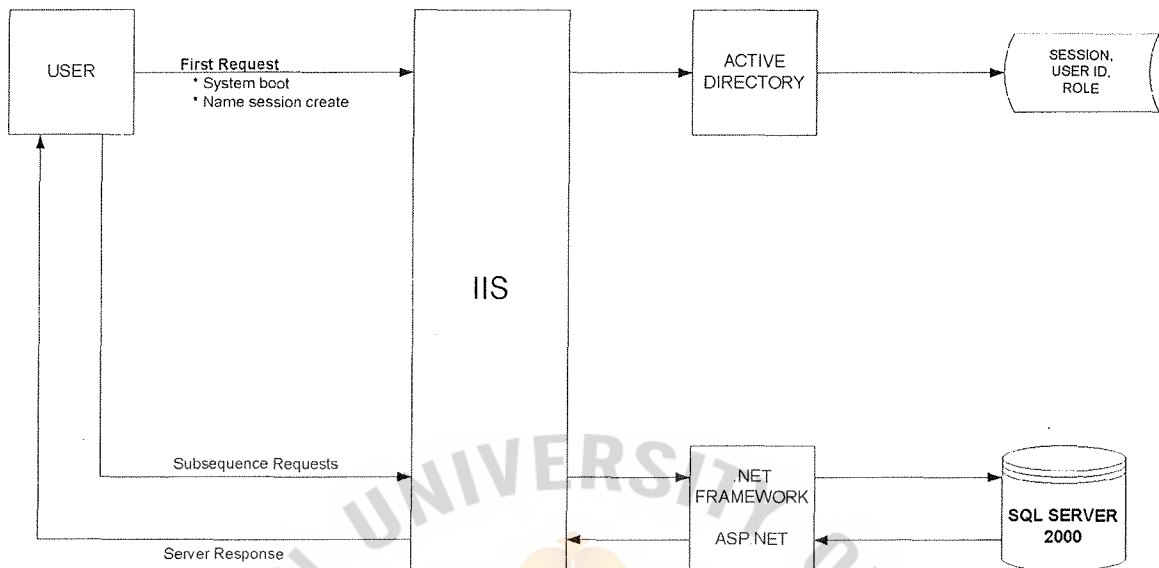 USER
First Request
* System boot
* Name session create
IIS
ACTIVE
DIRECTORY
SESSION,
USER ID,
ROLE
Subsequence Requests
Server Response
.NET
FRAMEWORK
ASP.NET
SQL SERVER
2000
UNIVERSITY O